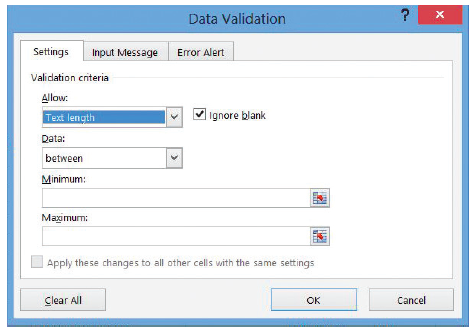 Data Validation
?
x
Settings
Input Message
Error Alert
Validation criteria
Allow:
Text length
Ignore blank
Data:
between
Minimum:
Maximum:
Apply these changes to all other cells with the same settings
Clear All
OK
Cancel